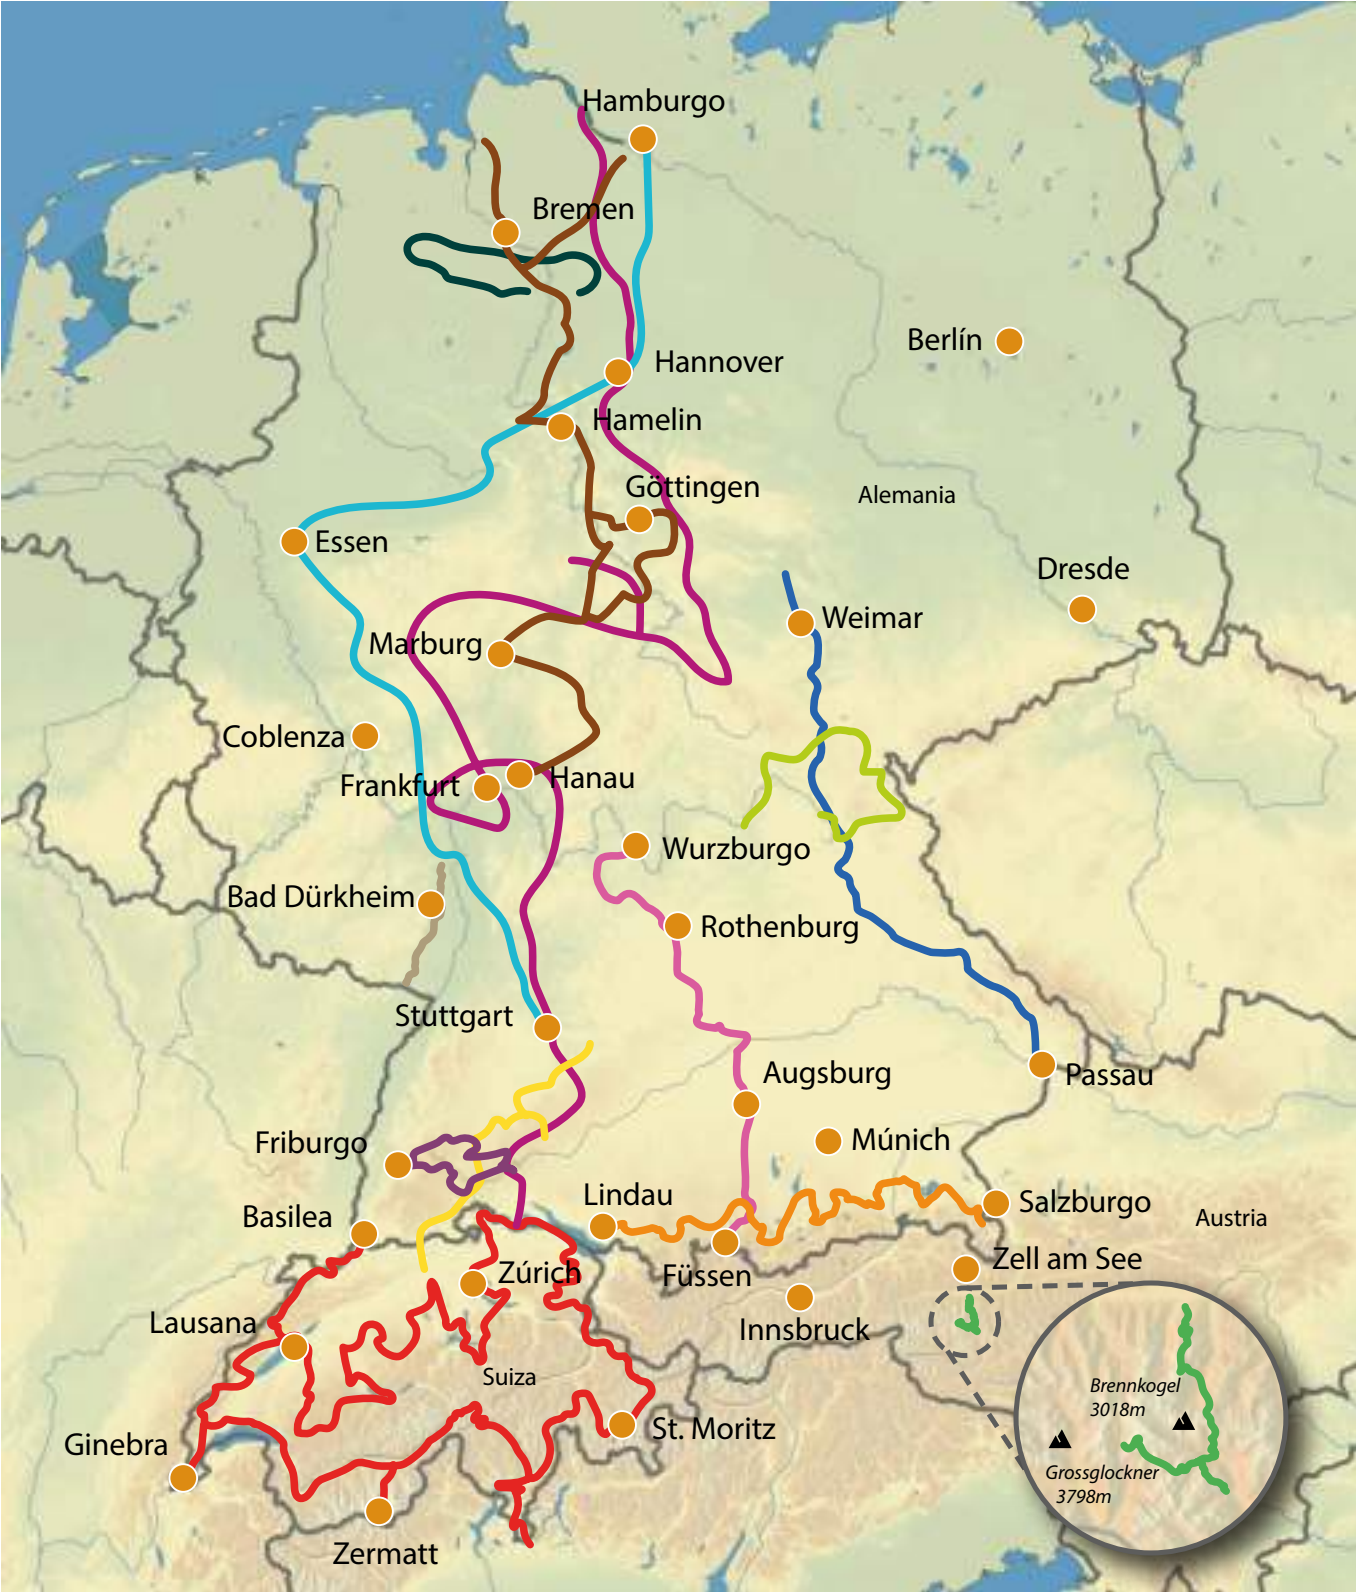 Hamburgo
Bremen
Berlín
Hannover
Hamelin
Göttingen
Alemania
Essen
Dresde
Weimar
Marburg
Coblenza
Frankfurt
Hanau
Wurzburgo
Bad Dürkheim
Rothenburg
Stuttgart
Augsburg
Passau
Friburgo
Múnich
Lindau
Salzburgo
Basilea
Austria
Zell am See
Zúrich
Füssen
Lausana
Innsbruck
Suiza
Brennkogel
3018m
St. Moritz
Ginebra
Grossglockner
3798m
Zermatt